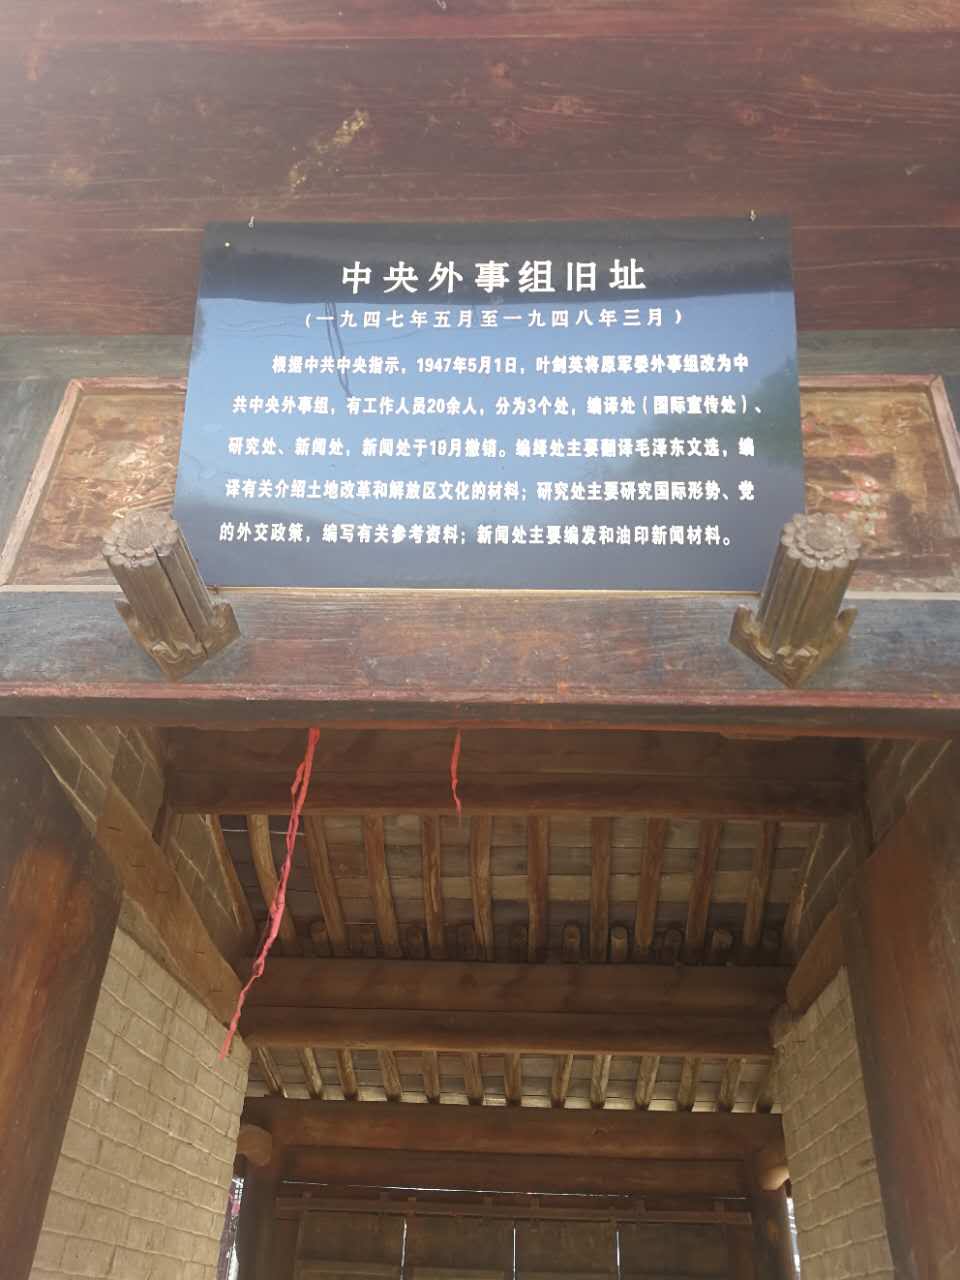 中央外事组旧址
(一九四七年五月至一九四八年三月)
根据中共中央指示，1947年5月1日，叶剑英将原军委外事组改为中
共中央外事组，有工作人员20余人，分为3个处，编译处（国际宣传处）、
研究处、新闻处，新闻处于10月撤销。编绎处主要翻译毛泽东文选，编
译有关介绍土地改革和解放区文化的材料；研究处主要研究国际形势、党
的外交政策，编写有关参考资料；新闻处主要编发和油印新闻材料。